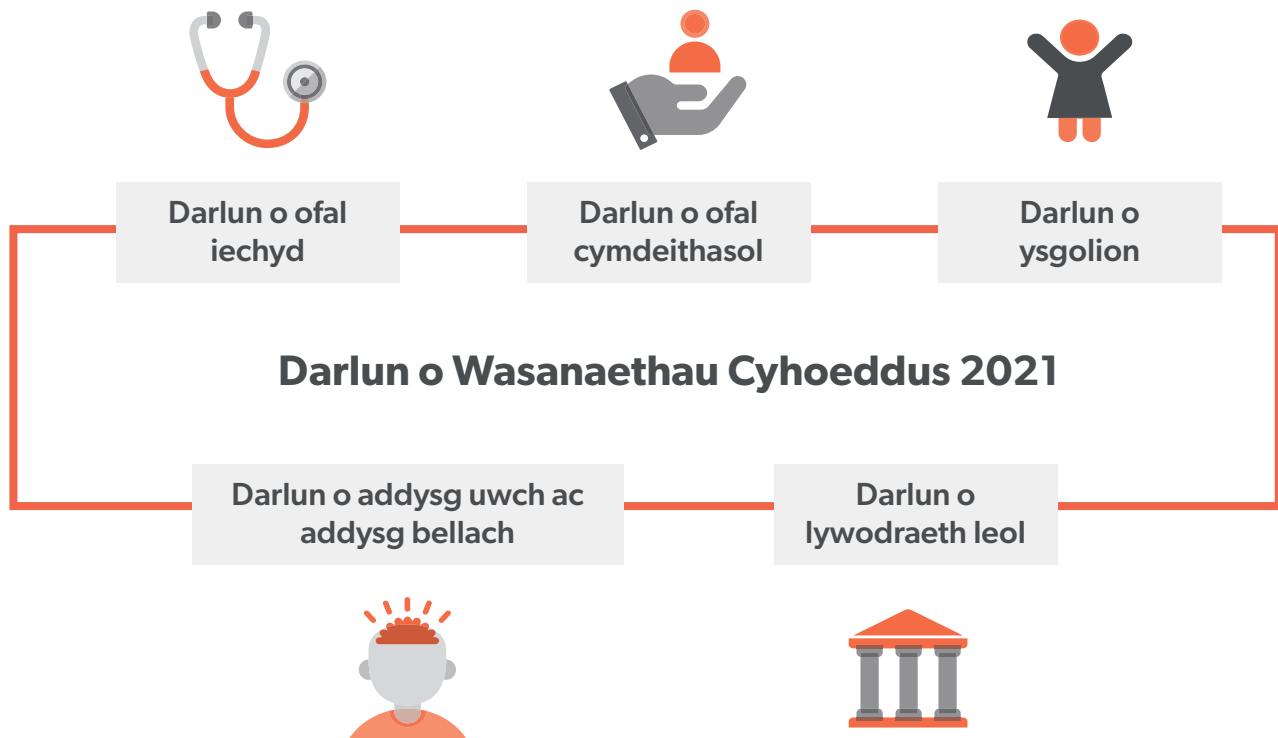 Darlun o ofal
iechyd
Darlun o ofal
cymdeithasol
Darlun o
ysgolion
Darlun o Wasanaethau Cyhoeddus 2021
Darlun o addysg uwch ac
addysg bellach
Darlun o
lywodraeth leol